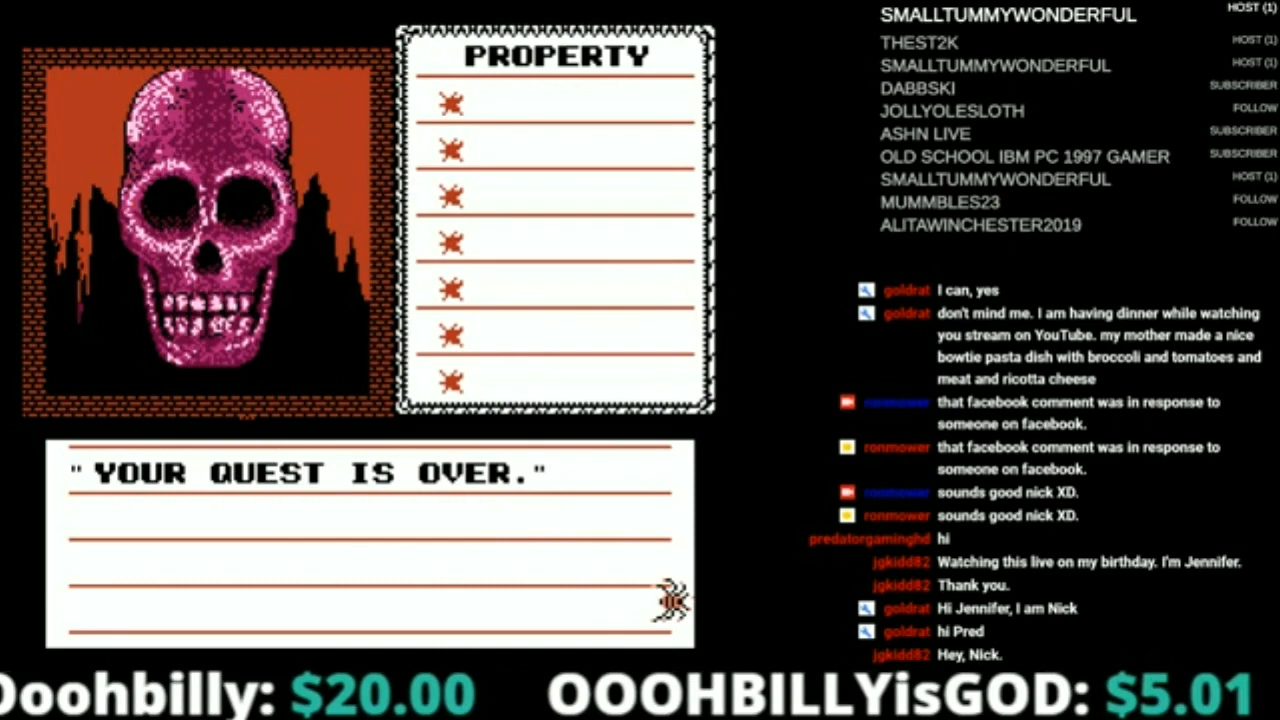 PROPERTY
"YOUR QUEST IS OVER."
SMALLTUMMYWONDERFUL HOST (1)
THEST2K HOST (1)
SMALLTUMMYWONDERFUL HOST (1)
DABBSKI SUBSCRIBER
JOLLYOLESLOTH FOLLOW
ASHN LIVE SUBSCRIBER
OLD SCHOOL IBM PC 1997 GAMER SUBSCRIBER
SMALLTUMMYWONDERFUL HOST (1)
MUMMBLES23 FOLLOW
ALITAWINCHESTER2019 FOLLOW
goldrat I can, yes
goldrat don't mind me. I am having dinner while watching
you stream on YouTube. my mother made a nice
bowtie pasta dish with broccoli and tomatoes and
meat and ricotta cheese
ronmower that facebook comment was in response to
someone on facebook.
ronmower that facebook comment was in response to
someone on facebook.
ronmower sounds good nick XD.
ronmower sounds good nick XD.
predatorgaminghd hi
jgkidd82 Watching this live on my birthday. I'm Jennifer.
jgkidd82 Thank you.
goldrat Hi Jennifer, I am Nick
goldrat hi Pred
jgkidd82 Hey, Nick.
Ooohbilly: $20.00 OOOHBILLYisGOD: $5.01